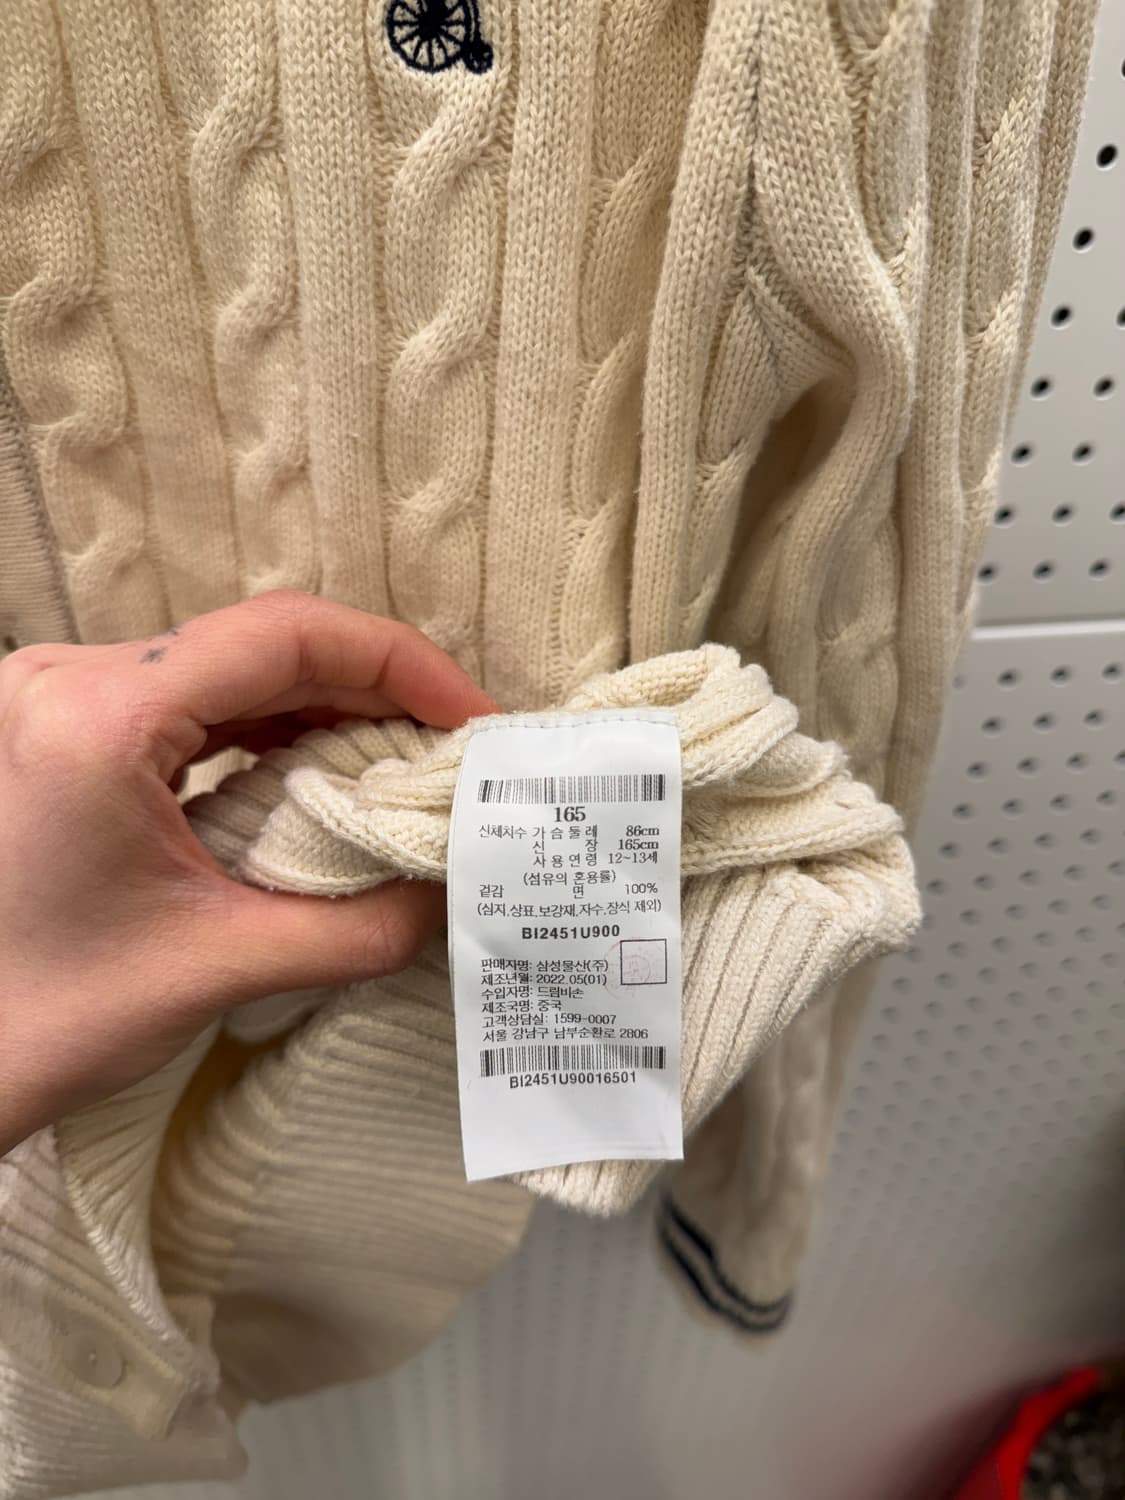 165
신체치수 가슴둘레 86cm
신장 165cm
사용연령 12~13세
(섬유의 혼용률)
겉감 면 100%
(심지,상표,보강재,자수,장식 제외)
BI2451U900
판매자명: 삼성물산(주)
제조년월: 2022.05(01)
수입자명: 드림비손
제조국명: 중국
고객상담실: 1599-0007
서울 강남구 남부순환로 2806
BI2451U90016501